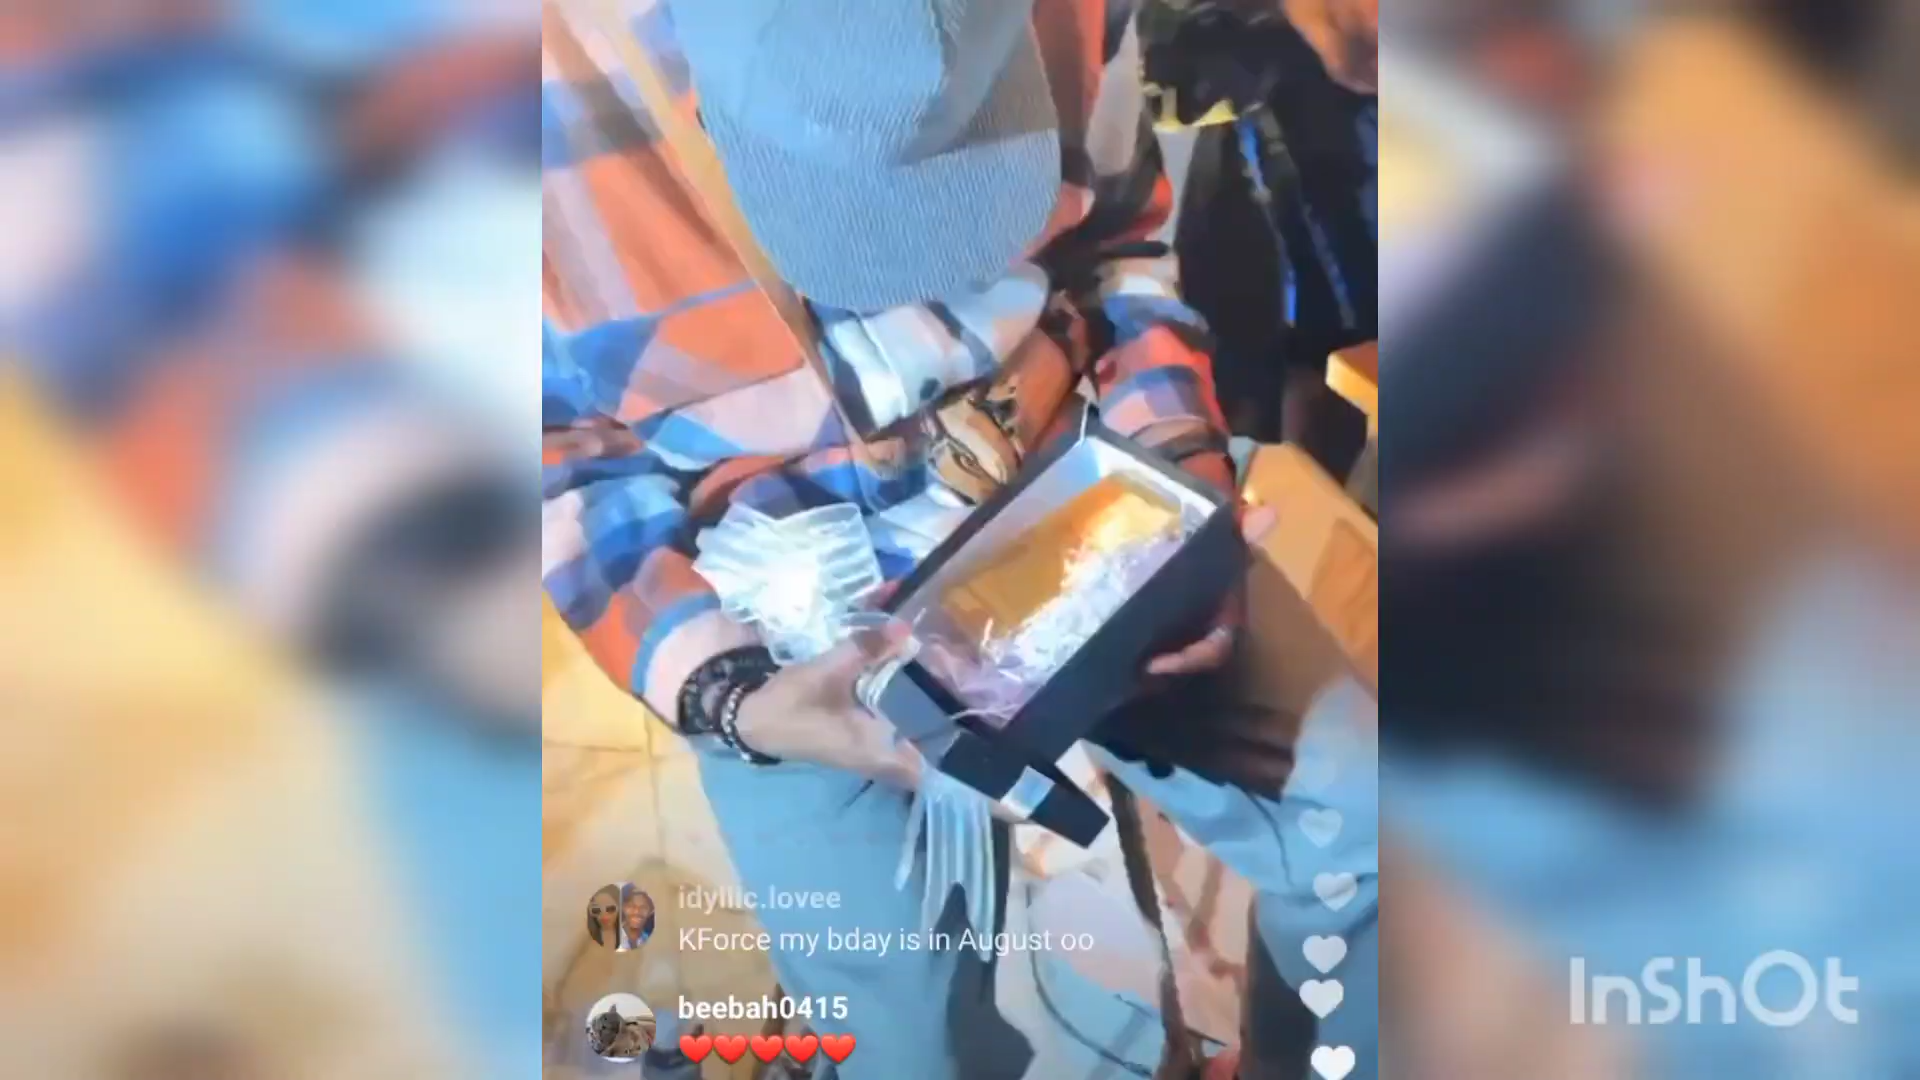 idyllic.lovee
KForce my bday is in August oo
beebah0415
❤️❤️❤️❤️❤️
InShOt